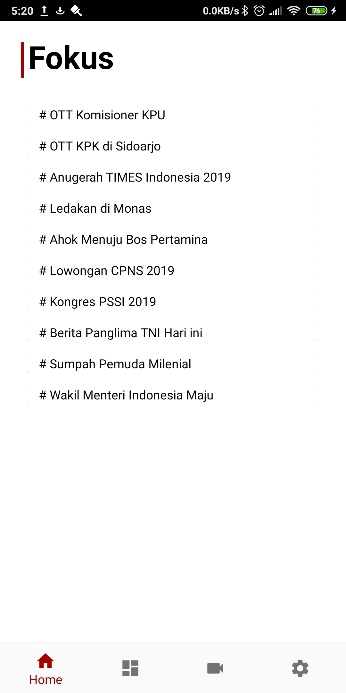 5:20
0.0KB/s
76
Fokus
# OTT Komisioner KPU
# OTT KPK di Sidoarjo
# Anugerah TIMES Indonesia 2019
# Ledakan di Monas
# Ahok Menuju Bos Pertamina
# Lowongan CPNS 2019
# Kongres PSSI 2019
# Berita Panglima TNI Hari ini
# Sumpah Pemuda Milenial
# Wakil Menteri Indonesia Maju
Home